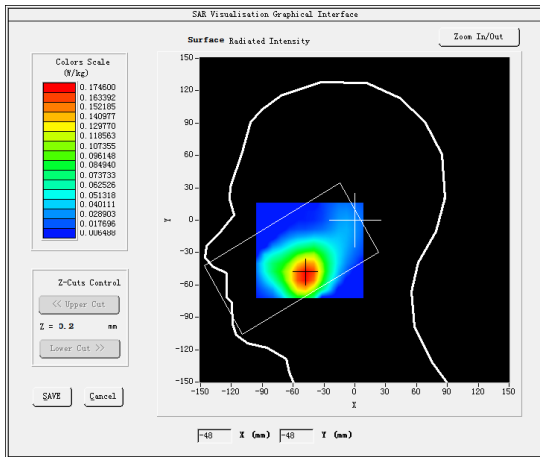 SAR Visualisation Graphical Interface
Surface Radiated Intensity
Zoom In/Out
Colors Scale
(W/kg)
0.174600
0.163392
0.152185
0.140977
0.129770
0.118563
0.107355
0.096148
0.084940
0.073733
0.062526
0.051318
0.040111
0.028903
0.017696
0.006488
Z-Cuts Control
<< Upper Cut
Z = 0.2 mm
Lower Cut >>
SAVE
Cancel
150
120
90
60
30
0
-30
-60
-90
-120
-150
Y
-150 -120 -90 -60 -30 0 30 60 90 120 150
X
-48 X (mm) -48 Y (mm)